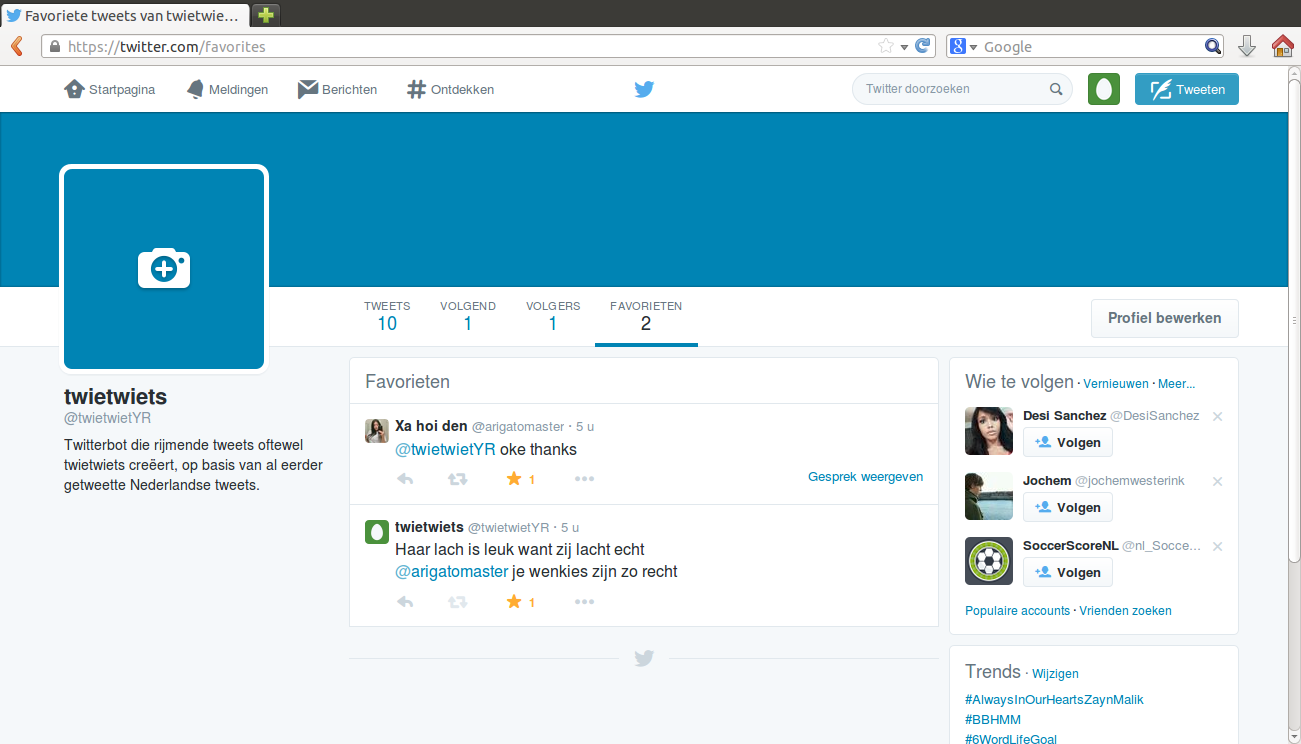 Favoriete tweets van twietwie...
https://twitter.com/favorites
Google
Startpagina
Meldingen
Berichten
Ontdekken
Twitter doorzoeken
Tweeten
TWEETS
10
VOLGEND
1
VOLGERS
1
FAVORIETEN
2
Profiel bewerken
twietwiets
@twietwietYR
Twitterbot die rijmende tweets oftewel
twietwiets creëert, op basis van al eerder
getweette Nederlandse tweets.
Favorieten
Xa hoi den @arigatomaster · 5 u
@twietwietYR oke thanks
1
Gesprek weergeven
twietwiets @twietwietYR · 5 u
Haar lach is leuk want zij lacht echt
@arigatomaster je wenkies zijn zo recht
1
Wie te volgen · Vernieuwen · Meer...
Desi Sanchez @DesiSanchez
Volgen
Jochem @jochemwesterink
Volgen
SoccerScoreNL @nl_Socce...
Volgen
Populaire accounts · Vrienden zoeken
Trends · Wijzigen
#AlwaysInOurHeartsZaynMalik
#BBHMM
#6WordLifeGoal